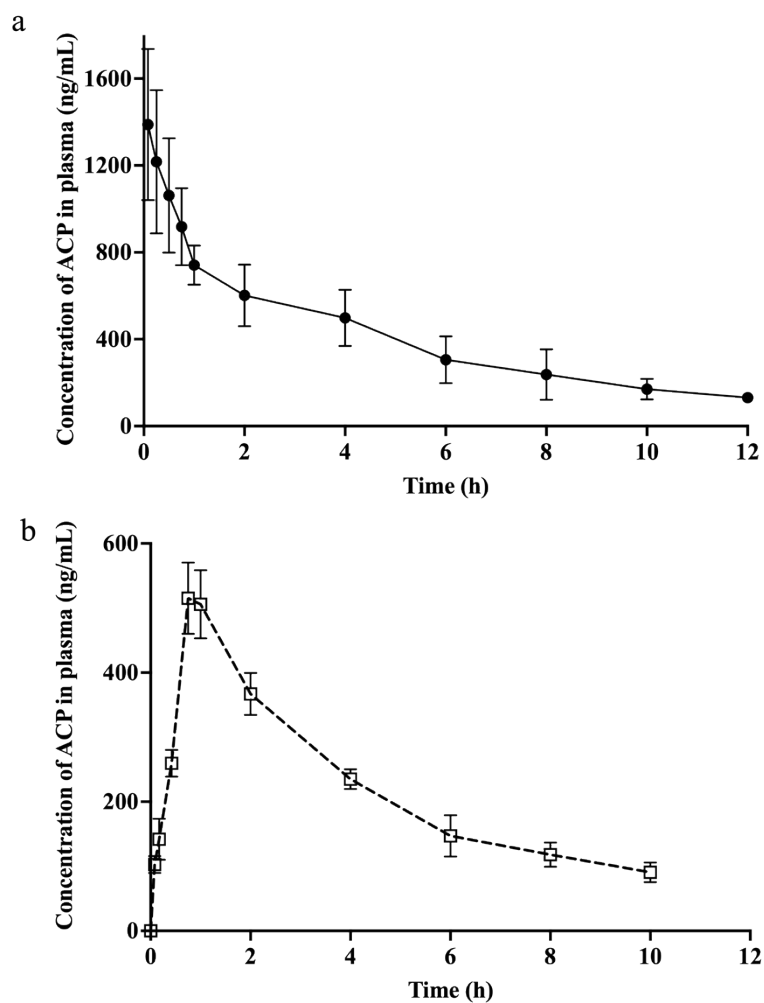 a
Concentration of ACP in plasma (ng/mL)
1600
1200
800
400
0
0 2 4 6 8 10 12
Time (h)
b
Concentration of ACP in plasma (ng/mL)
600
400
200
0
0 2 4 6 8 10 12
Time (h)